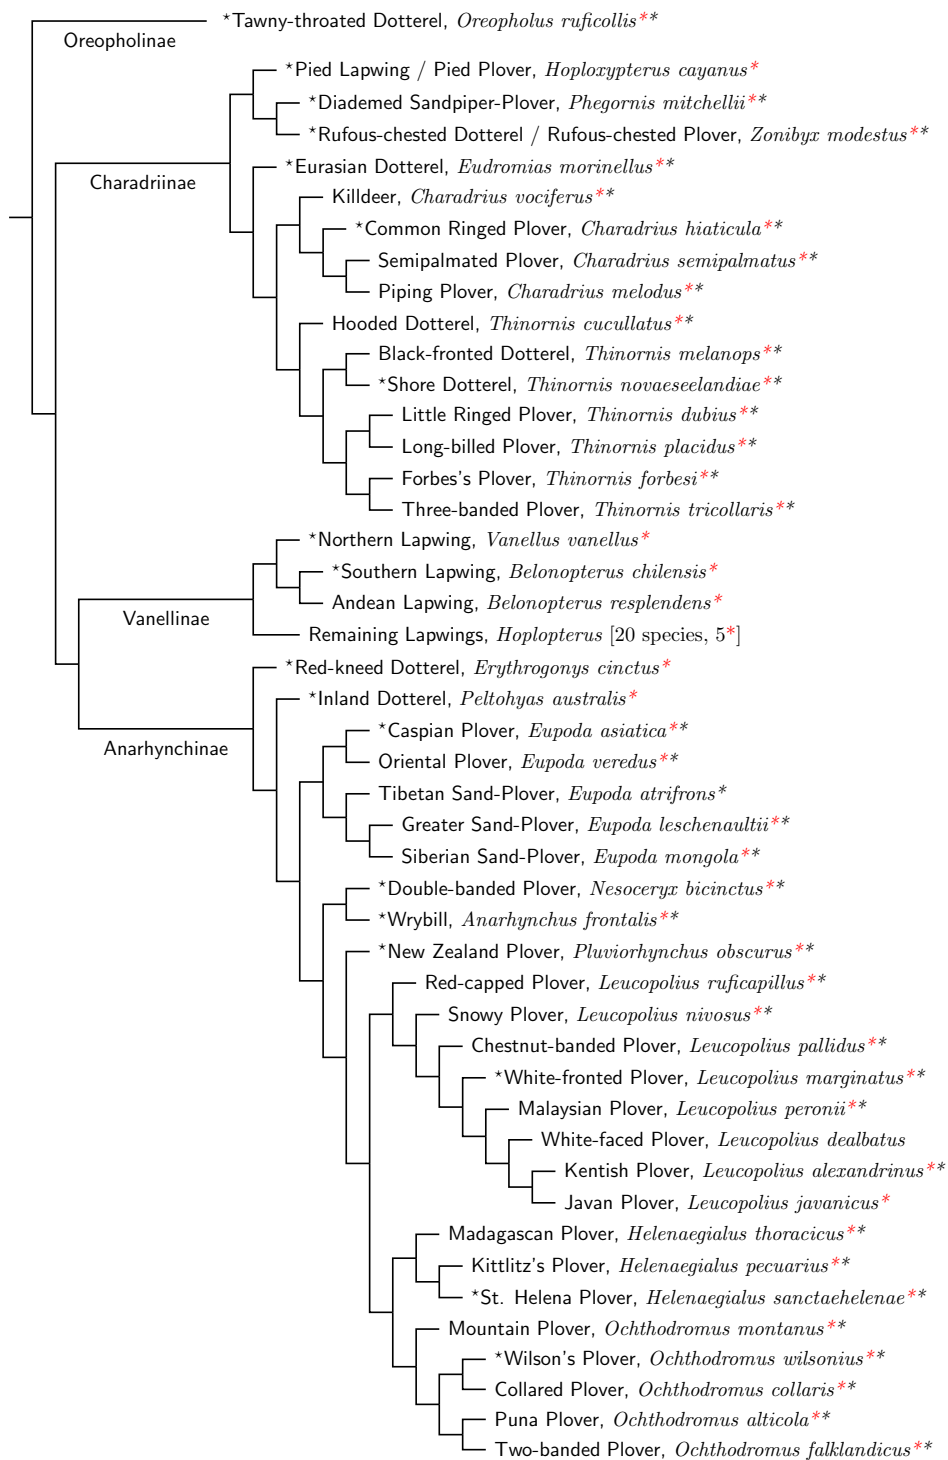 *Tawny-throated Dotterel, Oreopholus ruficollis**
Oreopholinae
*Pied Lapwing / Pied Plover, Hoploxypterus cayanus*
*Diademed Sandpiper-Plover, Phegornis mitchellii**
*Rufous-chested Dotterel / Rufous-chested Plover, Zonibyx modestus**
*Eurasian Dotterel, Eudromias morinellus**
Charadriinae
Killdeer, Charadrius vociferus**
*Common Ringed Plover, Charadrius hiaticula**
Semipalmated Plover, Charadrius semipalmatus**
Piping Plover, Charadrius melodus**
Hooded Dotterel, Thinornis cucullatus**
Black-fronted Dotterel, Thinornis melanops**
*Shore Dotterel, Thinornis novaeseelandiae**
Little Ringed Plover, Thinornis dubius**
Long-billed Plover, Thinornis placidus**
Forbes's Plover, Thinornis forbesi**
Three-banded Plover, Thinornis tricollaris**
*Northern Lapwing, Vanellus vanellus*
*Southern Lapwing, Belonopterus chilensis*
Andean Lapwing, Belonopterus resplendens*
Vanellinae
Remaining Lapwings, Hoplopterus [20 species, 5*]
*Red-kneed Dotterel, Erythrogonys cinctus*
*Inland Dotterel, Peltohyas australis*
*Caspian Plover, Eupoda asiatica**
Anarhynchinae
Oriental Plover, Eupoda veredus**
Tibetan Sand-Plover, Eupoda atrifrons*
Greater Sand-Plover, Eupoda leschenaultii**
Siberian Sand-Plover, Eupoda mongola**
*Double-banded Plover, Nesoceryx bicinctus**
*Wrybill, Anarhynchus frontalis**
*New Zealand Plover, Pluviorhynchus obscurus**
Red-capped Plover, Leucopolius ruficapillus**
Snowy Plover, Leucopolius nivosus**
Chestnut-banded Plover, Leucopolius pallidus**
*White-fronted Plover, Leucopolius marginatus**
Malaysian Plover, Leucopolius peronii**
White-faced Plover, Leucopolius dealbatus
Kentish Plover, Leucopolius alexandrinus**
Javan Plover, Leucopolius javanicus*
Madagascan Plover, Helenaegialus thoracicus**
Kittlitz's Plover, Helenaegialus pecuarius**
*St. Helena Plover, Helenaegialus sanctaehelenae**
Mountain Plover, Ochthodromus montanus**
*Wilson's Plover, Ochthodromus wilsonius**
Collared Plover, Ochthodromus collaris**
Puna Plover, Ochthodromus alticola**
Two-banded Plover, Ochthodromus falklandicus**